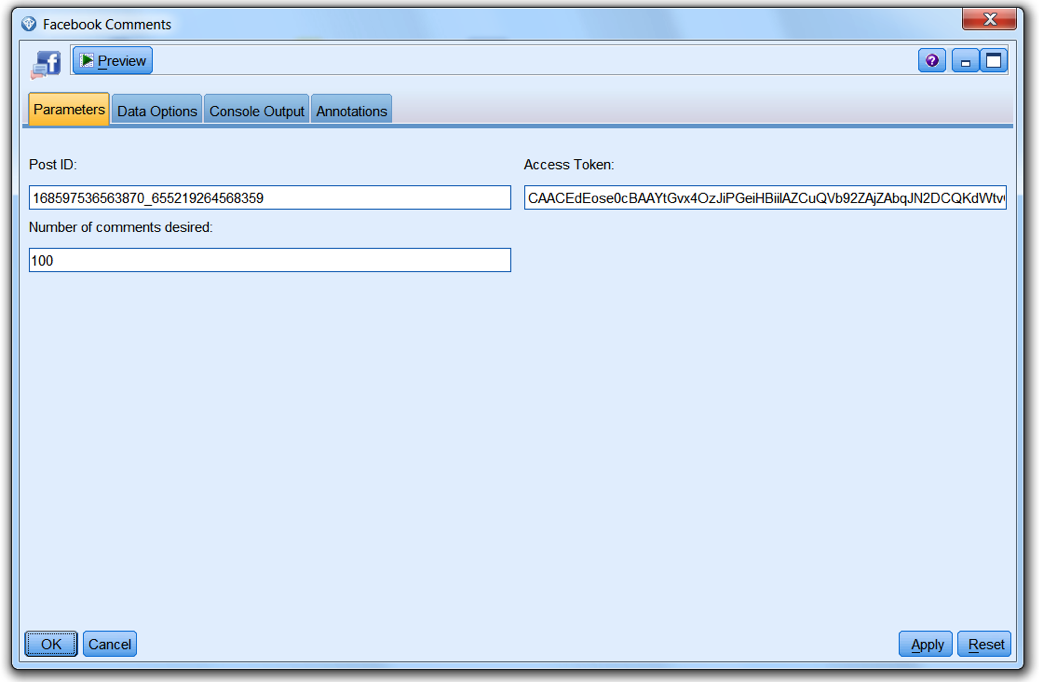 Facebook Comments
Preview
Parameters Data Options Console Output Annotations
Post ID: Access Token:
168597536563870_655219264568359 CAACEdEose0cBAAYtGvx4OzJiPGeiHBiilAZCuQVb92ZAjZAbqJN2DCQKdWtv
Number of comments desired:
100
OK Cancel Apply Reset